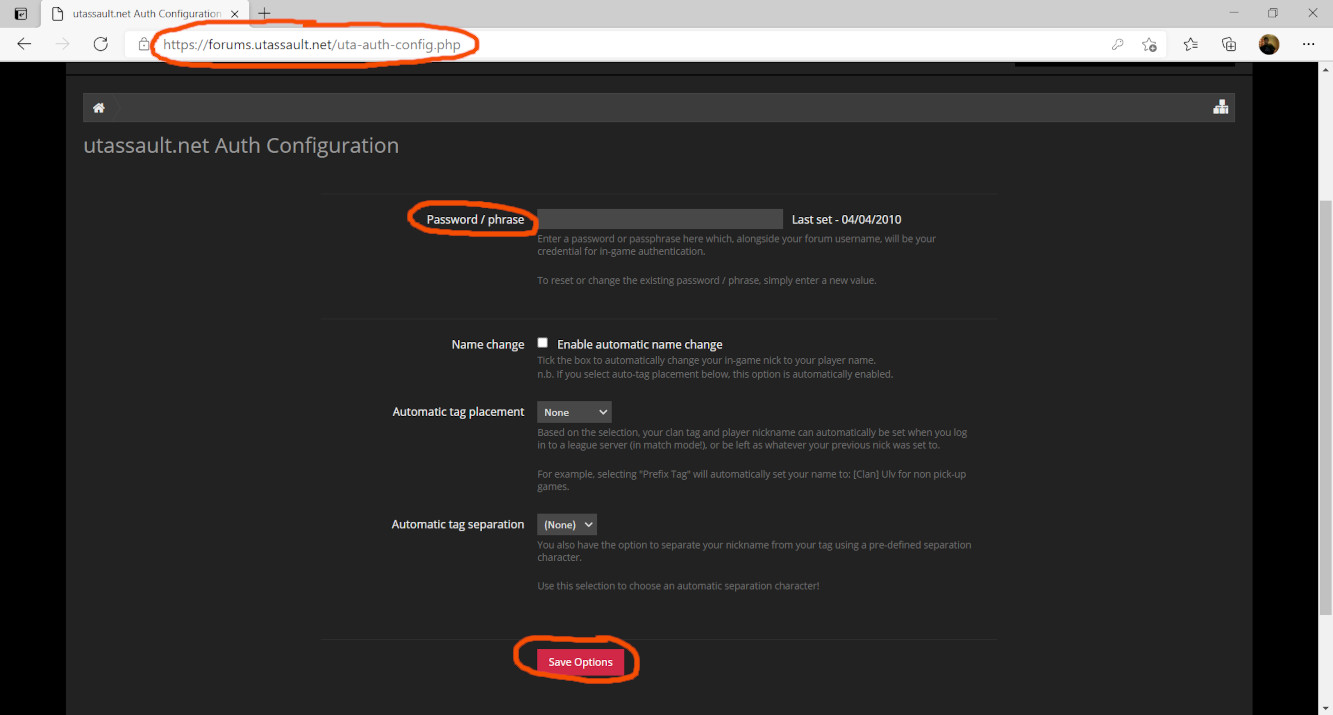 utassault.net Auth Configuration
https://forums.utassault.net/uta-auth-config.php
utassault.net Auth Configuration
Password / phrase
Last set - 04/04/2010
Enter a password or passphrase here which, alongside your forum username, will be your
credential for in-game authentication.
To reset or change the existing password / phrase, simply enter a new value.
Name change
Enable automatic name change
Tick the box to automatically change your in-game nick to your player name.
n.b. If you select auto-tag placement below, this option is automatically enabled.
Automatic tag placement
None
Based on the selection, your clan tag and player nickname can automatically be set when you log
in to a league server (in match mode!), or be left as whatever your previous nick was set to.
For example, selecting "Prefix Tag" will automatically set your name to: [Clan] Ulv for non pick-up
games.
Automatic tag separation
(None)
You also have the option to separate your nickname from your tag using a pre-defined separation
character.
Use this selection to choose an automatic separation character!
Save Options